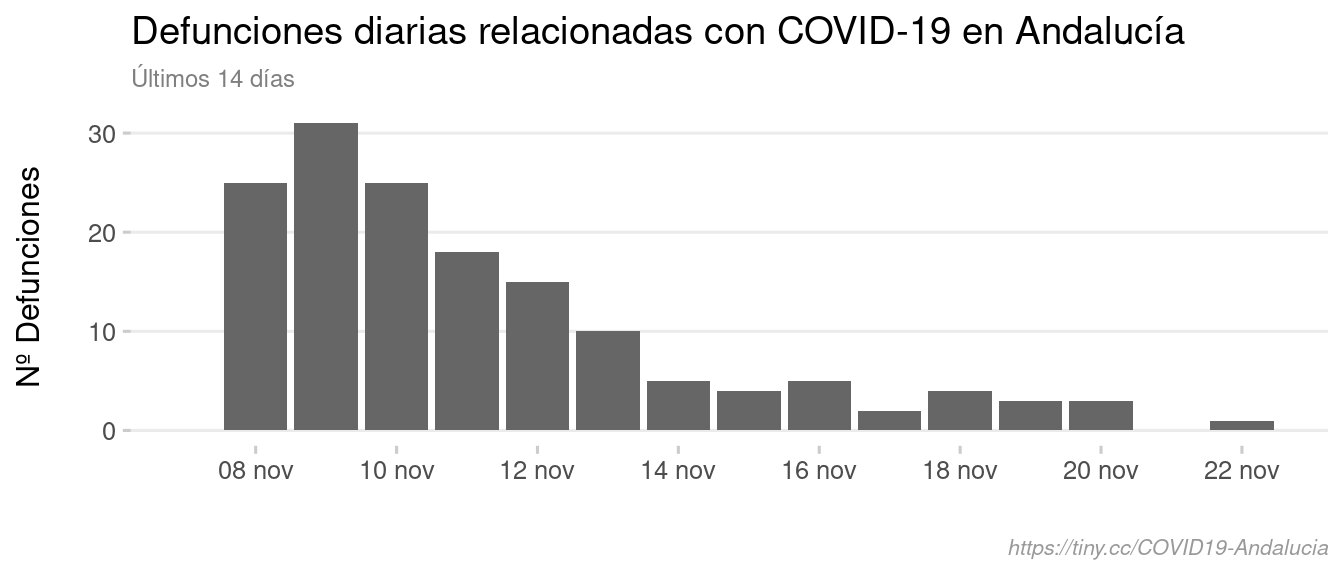 Defunciones diarias relacionadas con COVID-19 en Andalucía
Últimos 14 días
Nº Defunciones
30
20
10
0
08 nov 10 nov 12 nov 14 nov 16 nov 18 nov 20 nov 22 nov
https://tiny.cc/COVID19-Andalucia